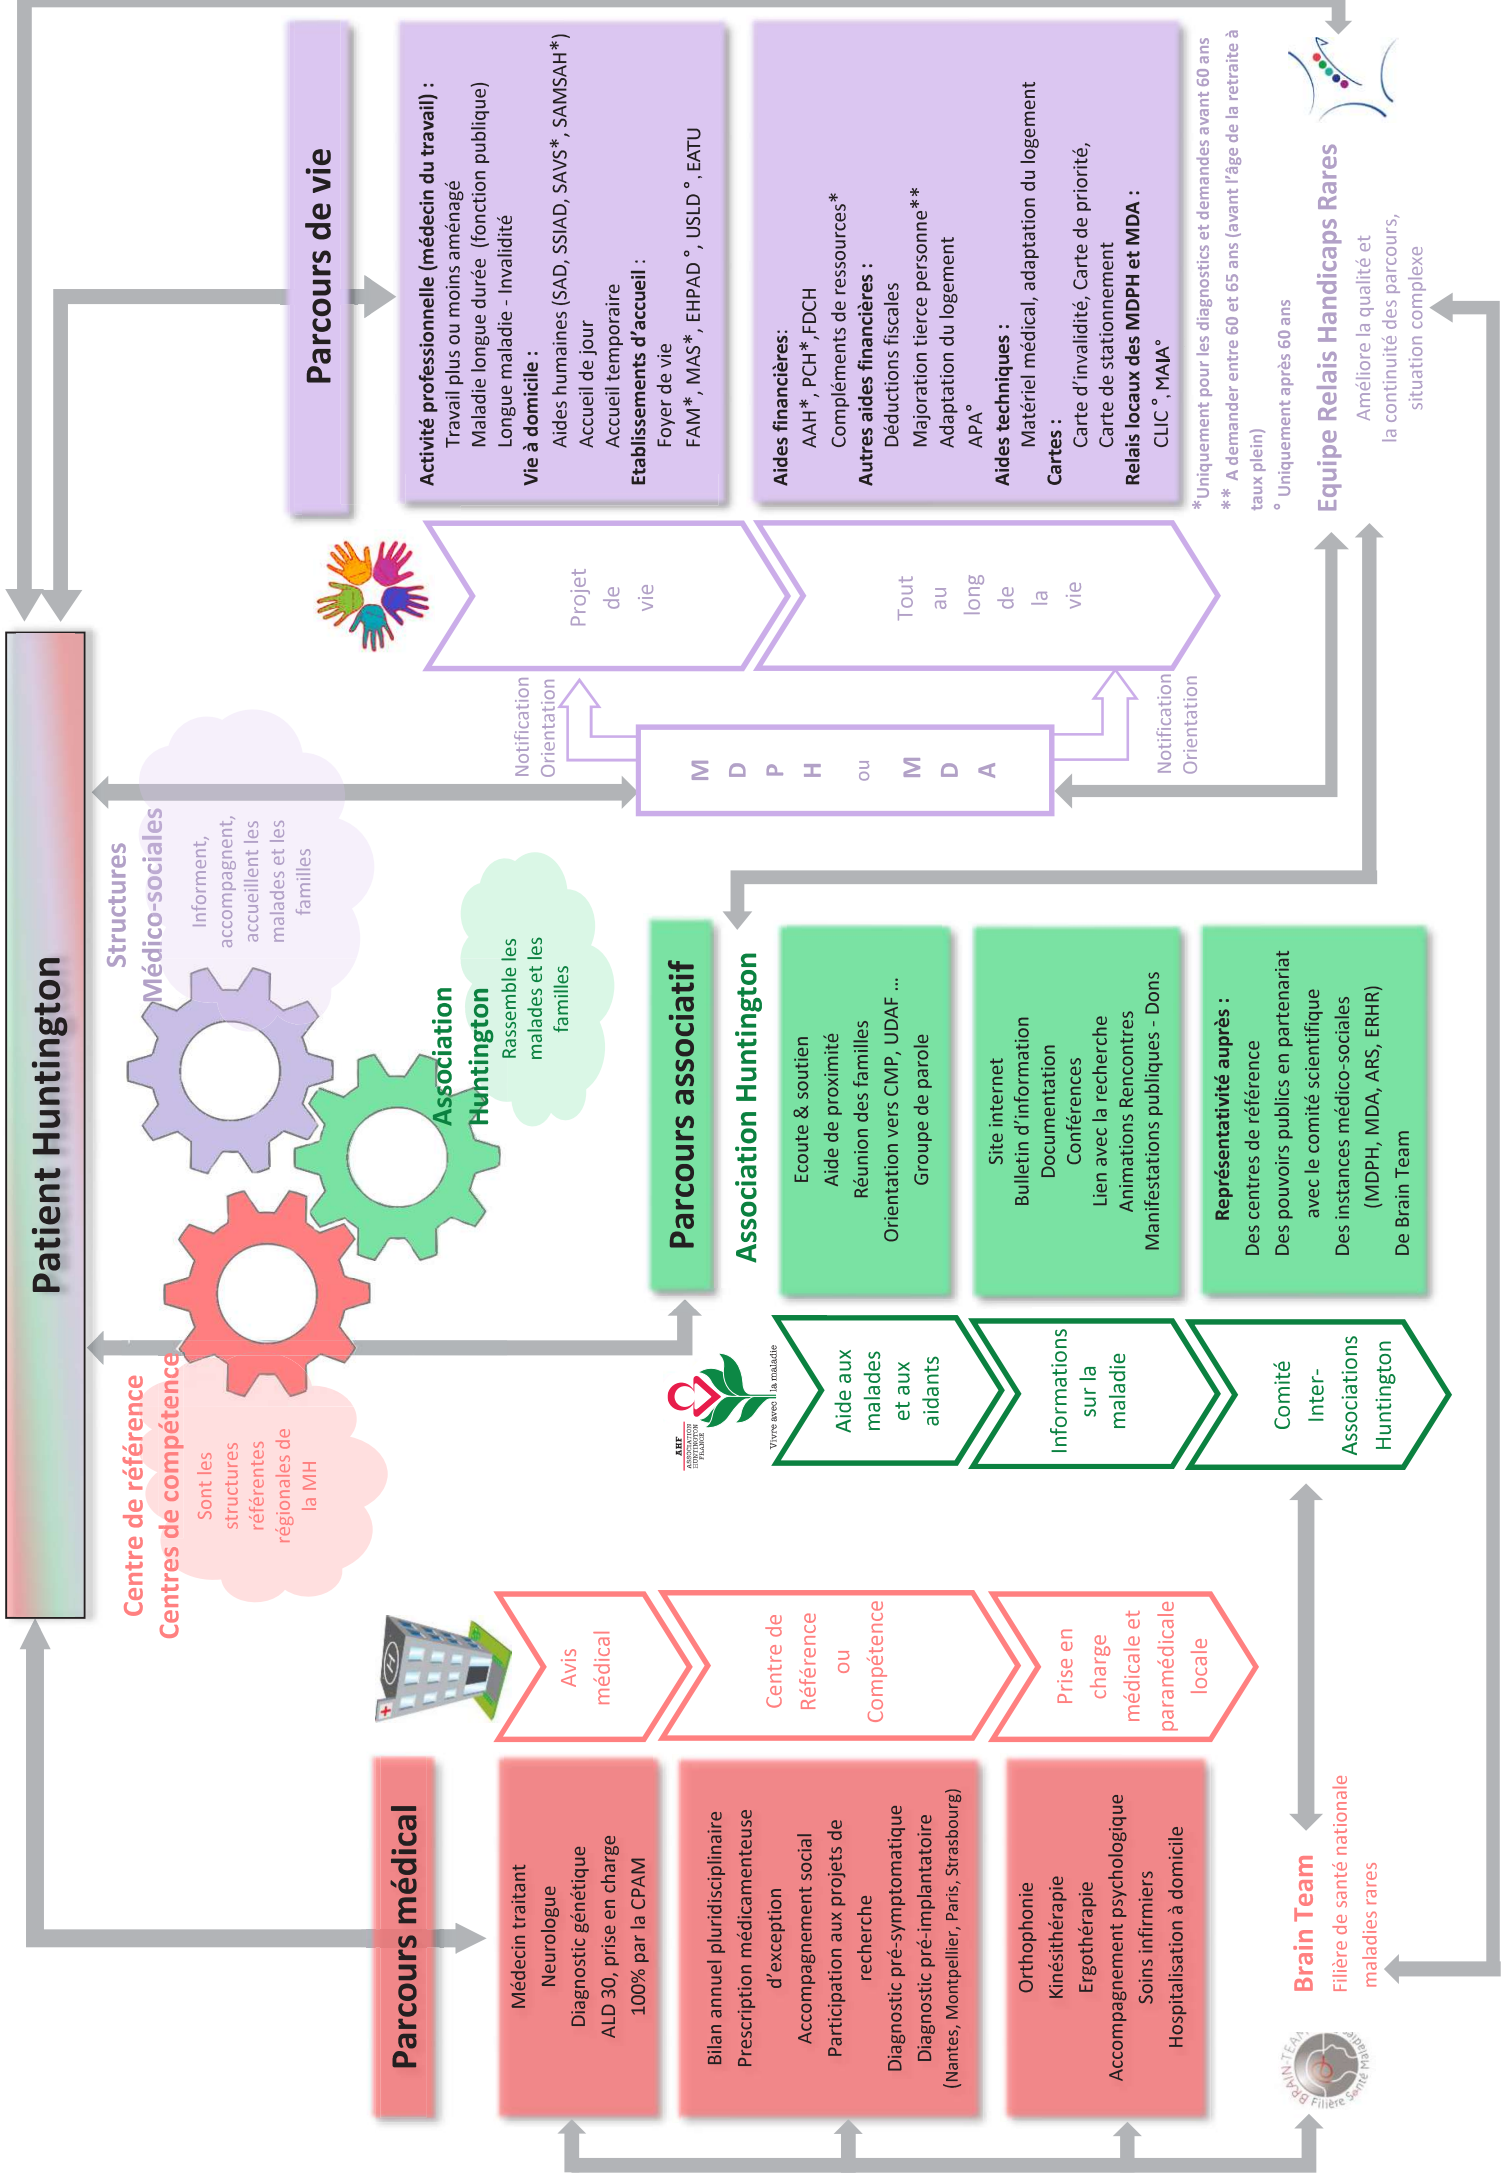 Patient Huntington
Centre de référence
Centres de compétence
Sont les
structures
référentes
régionales de
la MH
Structures
Médico-sociales
Informent,
accompagnent,
accueillent les
malades et les
familles
Association
Huntington
Rassemble les
malades et les
familles
Parcours médical
Médecin traitant
Neurologue
Diagnostic génétique
ALD 30, prise en charge
100% par la CPAM
Avis
médical
Bilan annuel pluridisciplinaire
Prescription médicamenteuse
d'exception
Accompagnement social
Participation aux projets de
recherche
Diagnostic pré-symptomatique
Diagnostic pré-implantatoire
(Nantes, Montpellier, Paris, Strasbourg)
Centre de
Référence
ou
Compétence
Orthophonie
Kinésithérapie
Ergothérapie
Accompagnement psychologique
Soins infirmiers
Hospitalisation à domicile
Prise en
charge
médicale et
paramédicale
locale
BRAIN-TEAM
Filière Santé Maladies
Brain Team
Filière de santé nationale
maladies rares
AHF
ASSOCIATION
HUNTINGTON
FRANCE
Vivre avec la maladie
Parcours associatif
Association Huntington
Aide aux
malades
et aux
aidants
Ecoute & soutien
Aide de proximité
Réunion des familles
Orientation vers CMP, UDAF ...
Groupe de parole
Informations
sur la
maladie
Site internet
Bulletin d'information
Documentation
Conférences
Lien avec la recherche
Animations Rencontres
Manifestations publiques - Dons
Comité
Inter-
Associations
Huntington
Représentativité auprès :
Des centres de référence
Des pouvoirs publics en partenariat
avec le comité scientifique
Des instances médico-sociales
(MDPH, MDA, ARS, ERHR)
De Brain Team
M
D
P
H
ou
M
D
A
Notification
Orientation
Notification
Orientation
Projet
de
vie
Tout
au
long
de
la
vie
Parcours de vie
Activité professionnelle (médecin du travail) :
Travail plus ou moins aménagé
Maladie longue durée (fonction publique)
Longue maladie - Invalidité
Vie à domicile :
Aides humaines (SAD, SSIAD, SAVS*, SAMSAH*)
Accueil de jour
Accueil temporaire
Etablissements d'accueil :
Foyer de vie
FAM*, MAS*, EHPAD °, USLD °, EATU
Aides financières:
AAH*, PCH*,FDCH
Compléments de ressources*
Autres aides financières :
Déductions fiscales
Majoration tierce personne**
Adaptation du logement
APA°
Aides techniques :
Matériel médical, adaptation du logement
Cartes :
Carte d'invalidité, Carte de priorité,
Carte de stationnement
Relais locaux des MDPH et MDA :
CLIC °, MAIA°
*Uniquement pour les diagnostics et demandes avant 60 ans
** A demander entre 60 et 65 ans (avant l'âge de la retraite à
taux plein)
° Uniquement après 60 ans
Equipe Relais Handicaps Rares
Améliore la qualité et
la continuité des parcours,
situation complexe